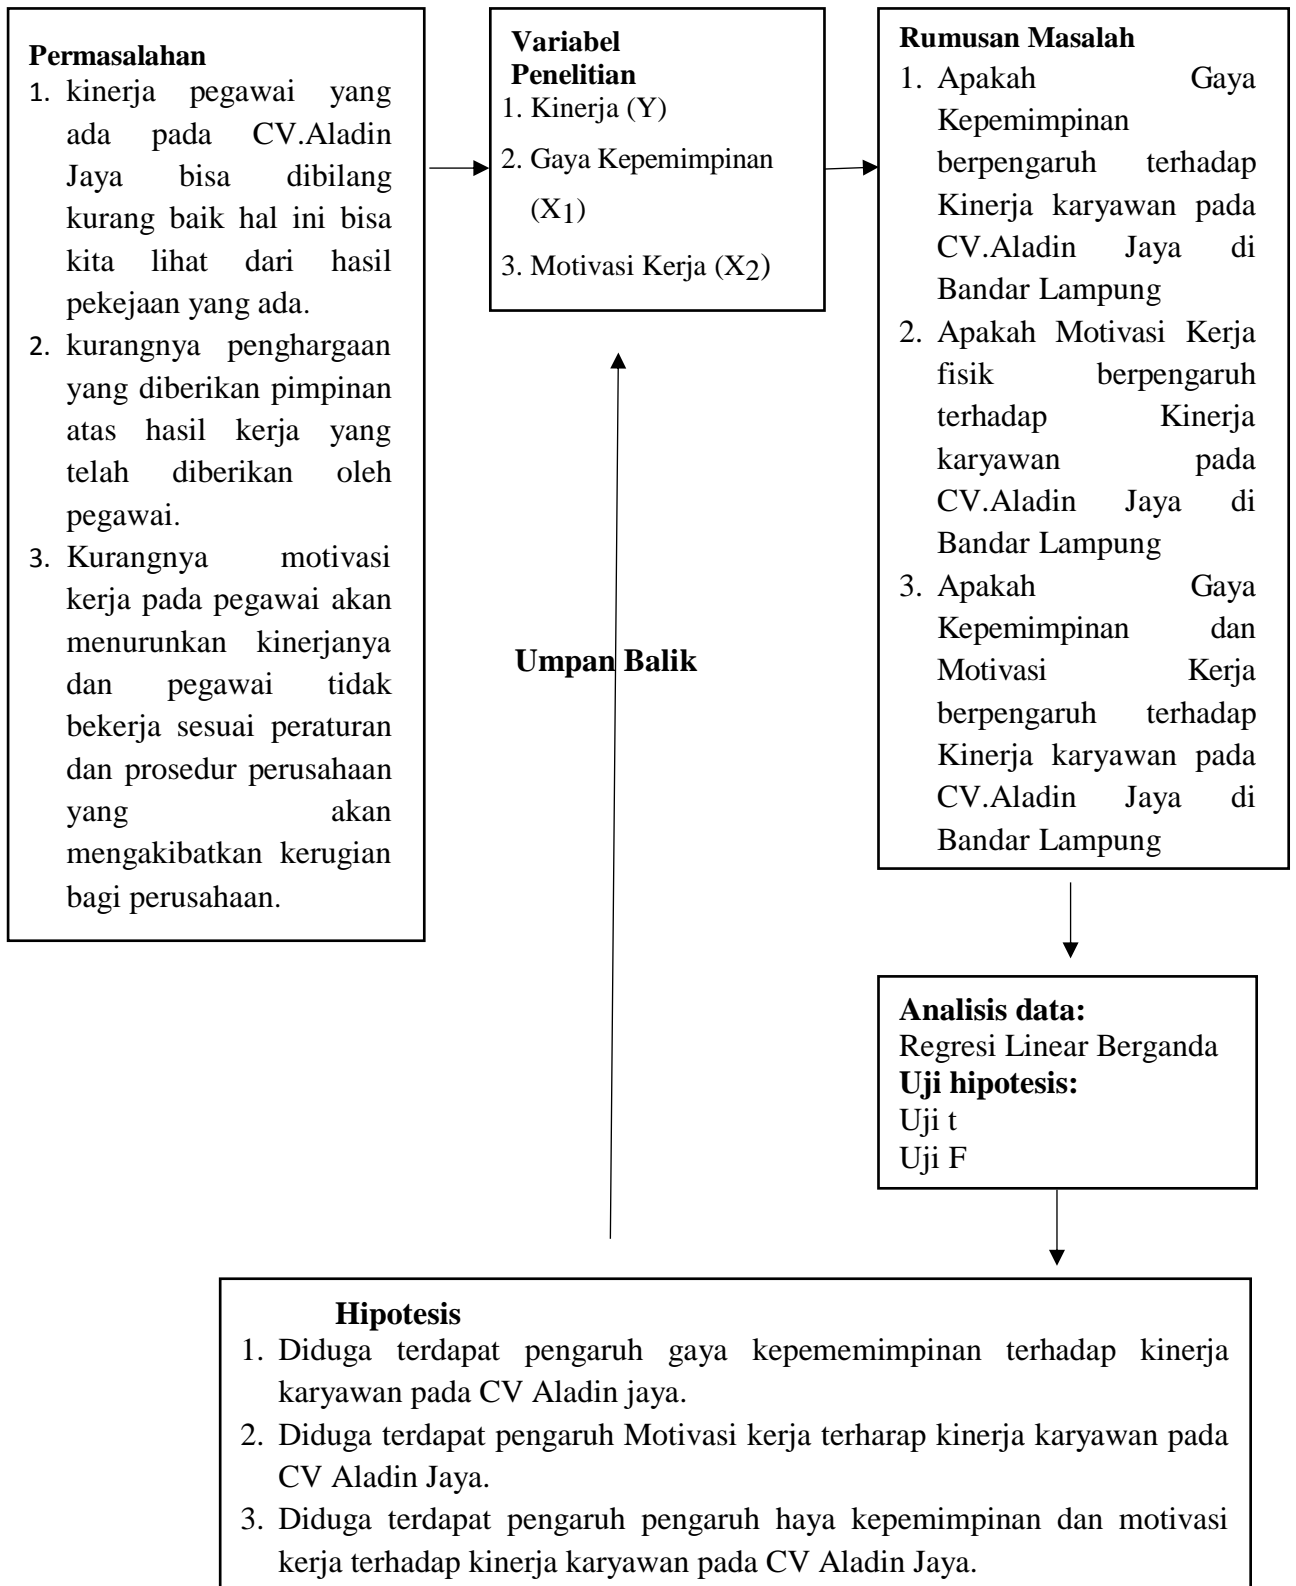 Permasalahan
1. kinerja pegawai yang
ada pada CV.Aladin
Jaya bisa dibilang
kurang baik hal ini bisa
kita lihat dari hasil
pekejaan yang ada.
2. kurangnya penghargaan
yang diberikan pimpinan
atas hasil kerja yang
telah diberikan oleh
pegawai.
3. Kurangnya motivasi
kerja pada pegawai akan
menurunkan kinerjanya
dan pegawai tidak
bekerja sesuai peraturan
dan prosedur perusahaan
yang akan
mengakibatkan kerugian
bagi perusahaan.
Variabel
Penelitian
1. Kinerja (Y)
2. Gaya Kepemimpinan
(X1)
3. Motivasi Kerja (X2)
Rumusan Masalah
1. Apakah Gaya
Kepemimpinan
berpengaruh terhadap
Kinerja karyawan pada
CV.Aladin Jaya di
Bandar Lampung
2. Apakah Motivasi Kerja
fisik berpengaruh
terhadap Kinerja
karyawan pada
CV.Aladin Jaya di
Bandar Lampung
3. Apakah Gaya
Kepemimpinan dan
Motivasi Kerja
berpengaruh terhadap
Kinerja karyawan pada
CV.Aladin Jaya di
Bandar Lampung
Umpan Balik
Analisis data:
Regresi Linear Berganda
Uji hipotesis:
Uji t
Uji F
Hipotesis
1. Diduga terdapat pengaruh gaya kepememimpinan terhadap kinerja
karyawan pada CV Aladin jaya.
2. Diduga terdapat pengaruh Motivasi kerja terharap kinerja karyawan pada
CV Aladin Jaya.
3. Diduga terdapat pengaruh pengaruh haya kepemimpinan dan motivasi
kerja terhadap kinerja karyawan pada CV Aladin Jaya.